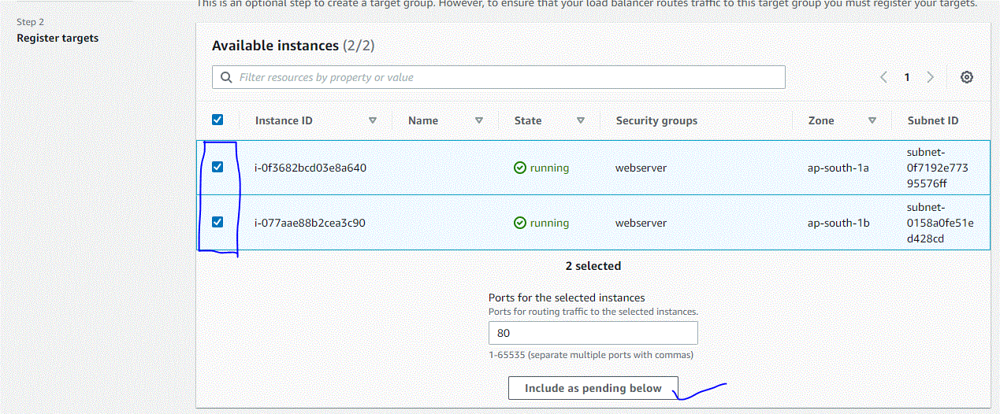 This is an optional step to create a target group. However, to ensure that your load balancer routes traffic to this target group you must register your targets.
Step 2
Register targets
Available instances (2/2)
Filter resources by property or value
1
Instance ID Name State Security groups Zone Subnet ID
i-0f3682bcd03e8a640 running webserver ap-south-1a subnet-
0f7192e773
95576ff
i-077aae88b2cea3c90 running webserver ap-south-1b subnet-
0158a0fe51e
d428cd
2 selected
Ports for the selected instances
Ports for routing traffic to the selected instances.
80
1-65535 (separate multiple ports with commas)
Include as pending below